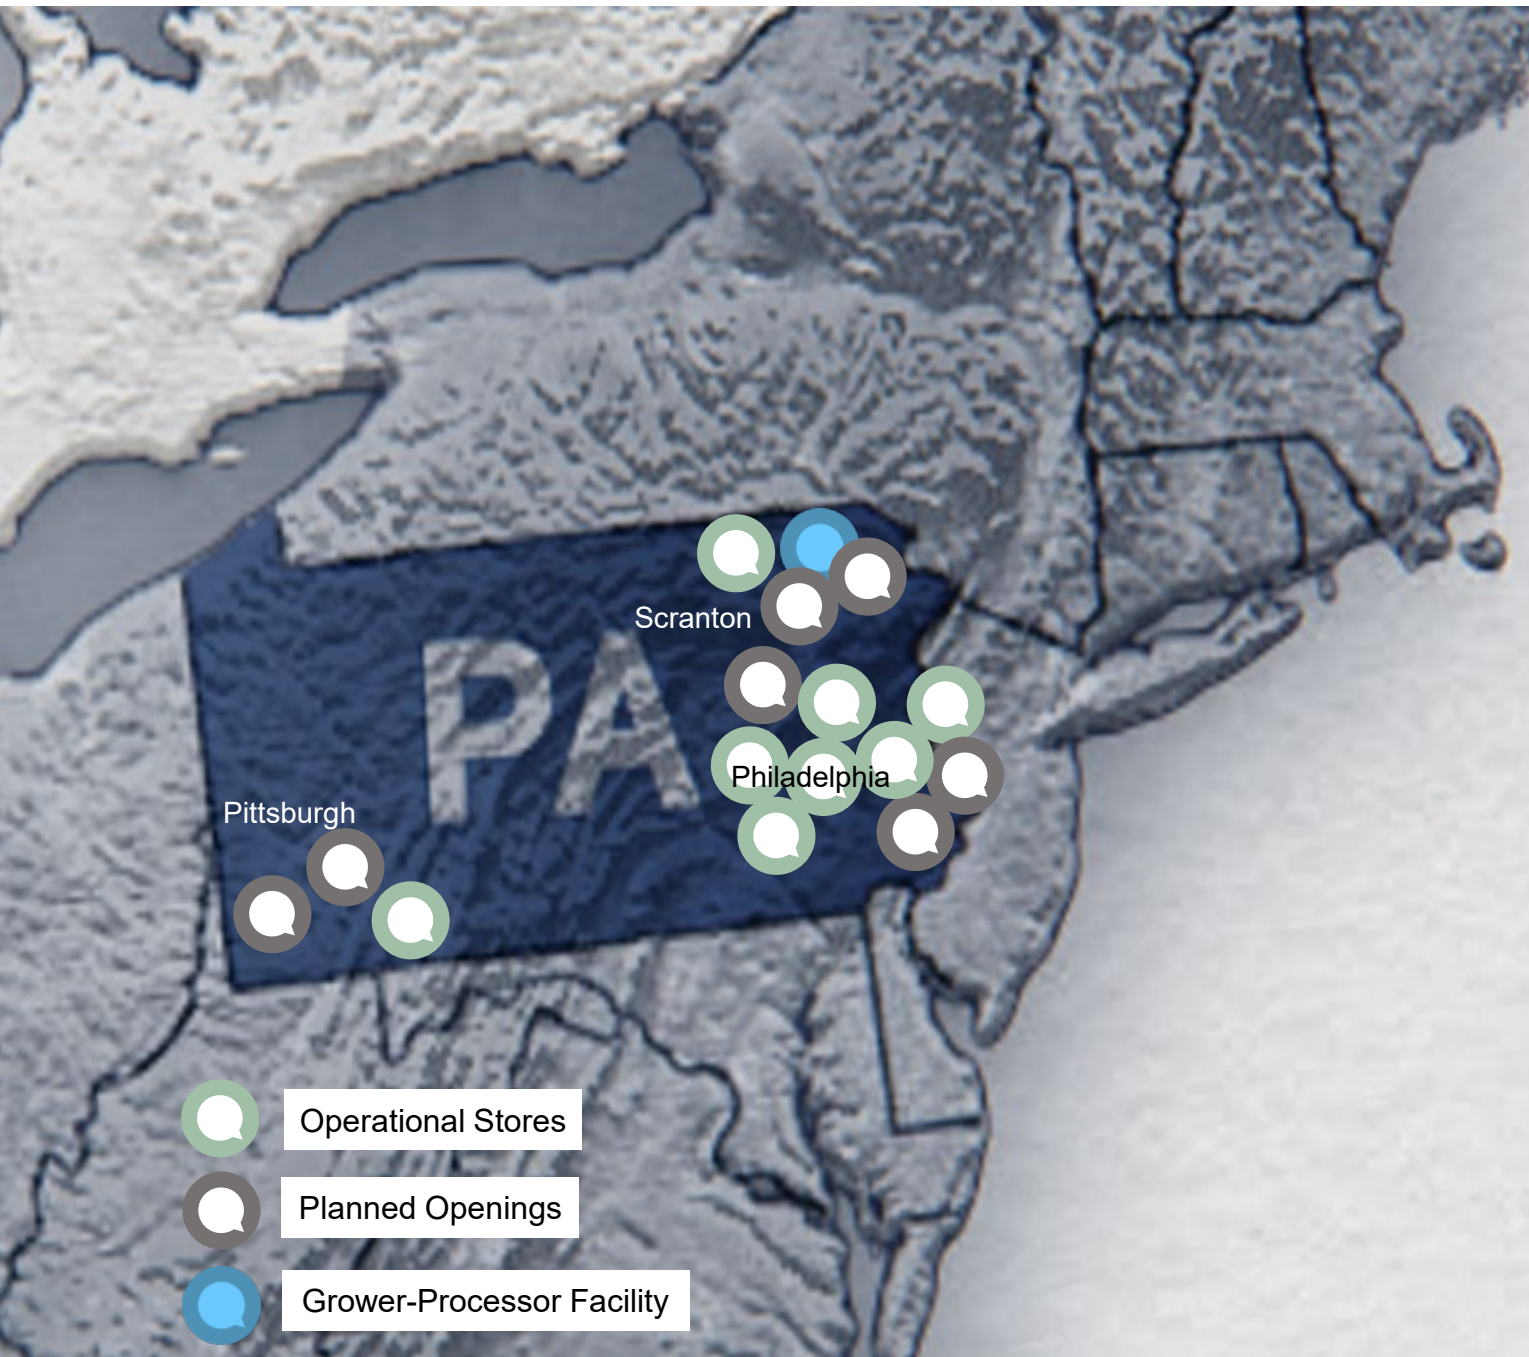 Scranton
PA
Philadelphia
Pittsburgh
Operational Stores
Planned Openings
Grower-Processor Facility